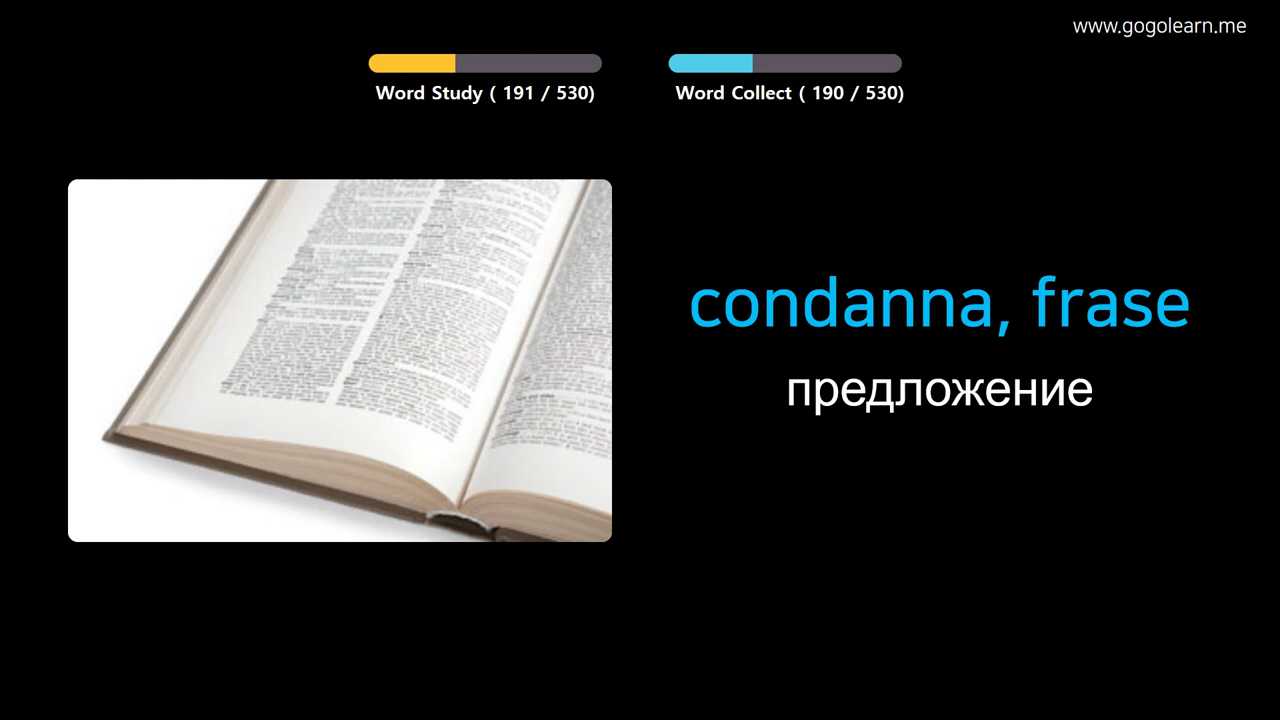 www.gogolearn.me
Word Study ( 191 / 530)
Word Collect ( 190 / 530)
condanna, frase
предложение